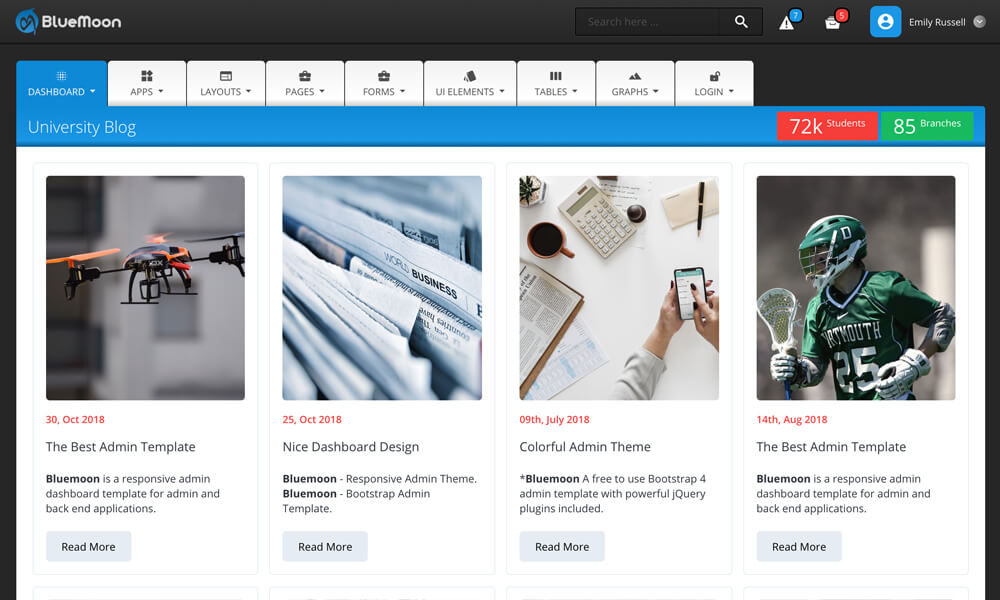 BlueMoon
Search here ...
7
5
Emily Russell
DASHBOARD
APPS
LAYOUTS
PAGES
FORMS
UI ELEMENTS
TABLES
GRAPHS
LOGIN
University Blog
72k Students
85 Branches
WORLD BUSINESS
DARTMOUTH
25
30, Oct 2018
25, Oct 2018
09th, July 2018
14th, Aug 2018
The Best Admin Template
Nice Dashboard Design
Colorful Admin Theme
The Best Admin Template
Bluemoon is a responsive admin
dashboard template for admin and
back end applications.
Bluemoon - Responsive Admin Theme.
Bluemoon - Bootstrap Admin
Template.
*Bluemoon A free to use Bootstrap 4
admin template with powerful jQuery
plugins included.
Bluemoon is a responsive admin
dashboard template for admin and
back end applications.
Read More
Read More
Read More
Read More